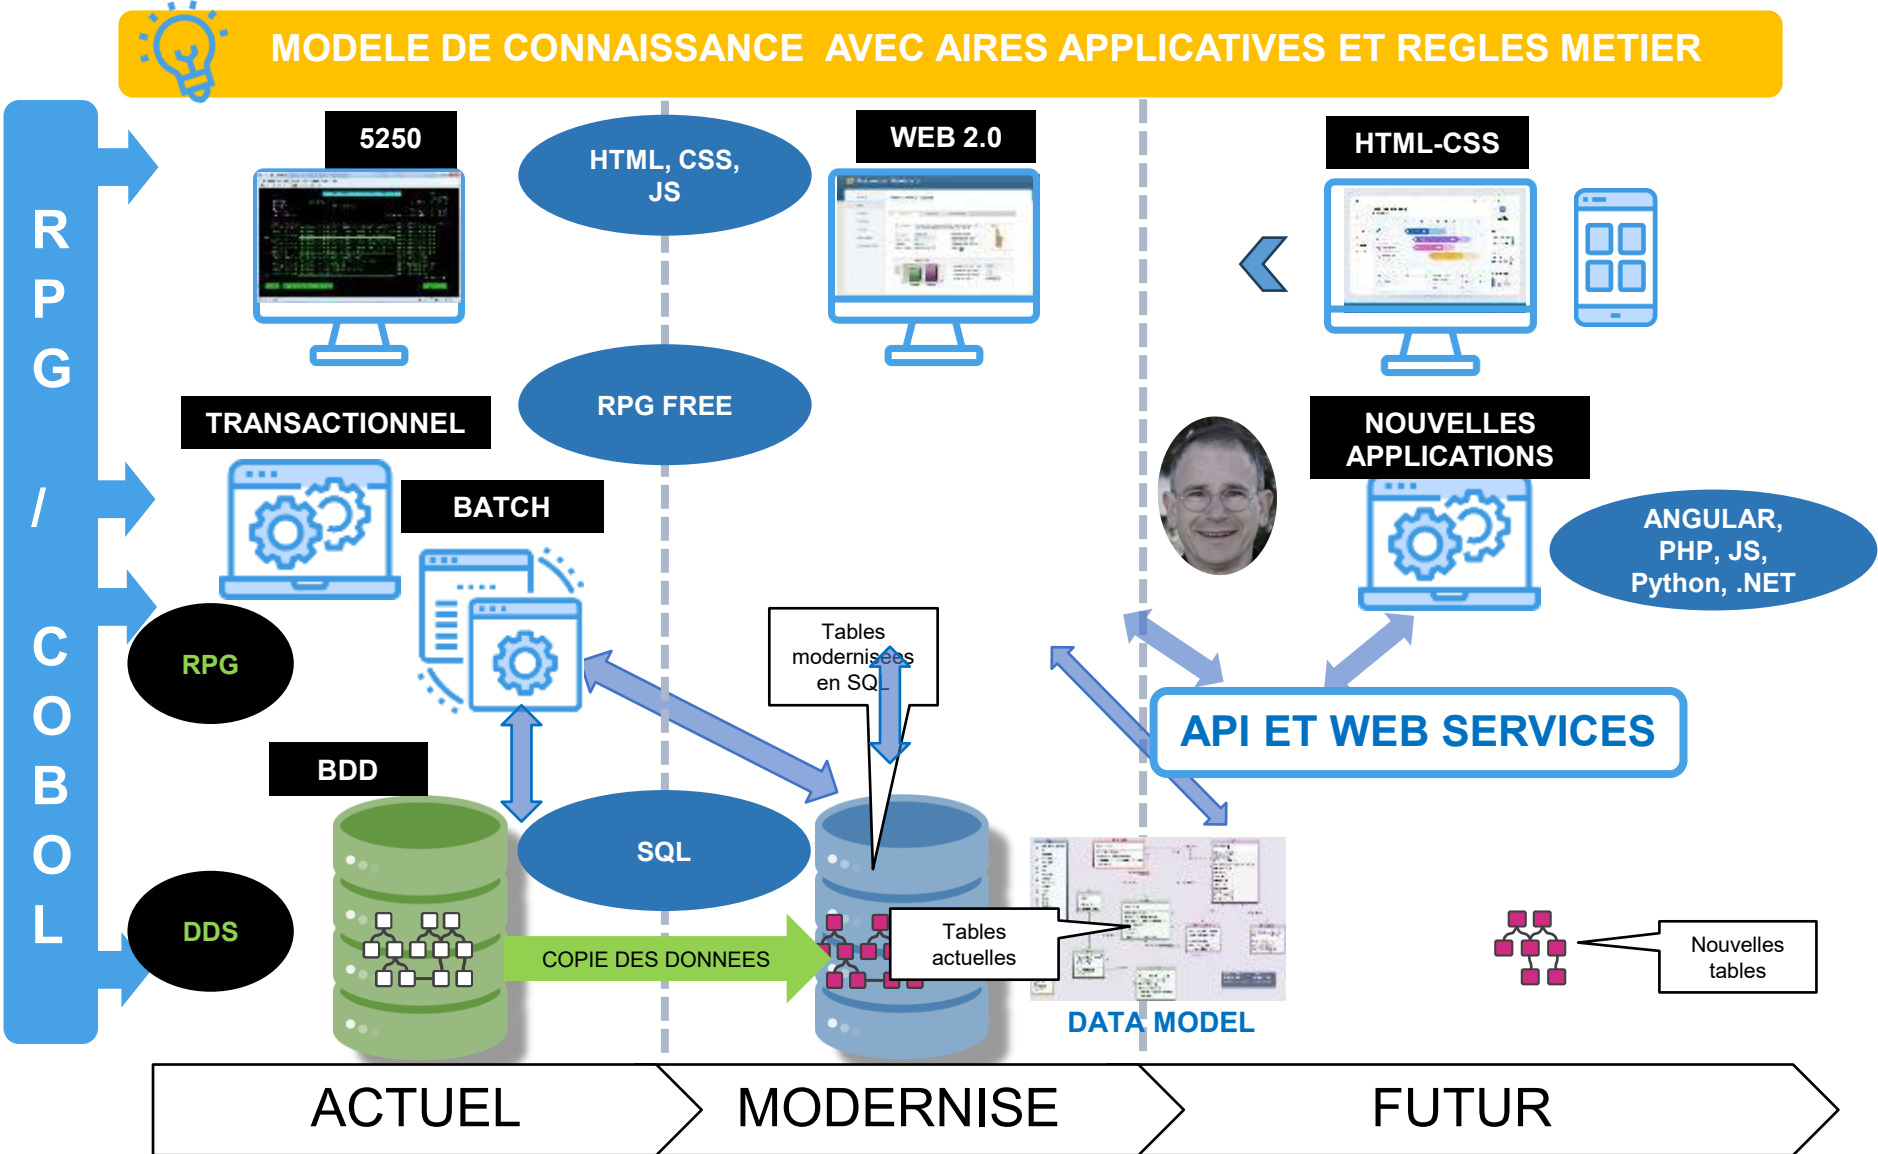 MODELE DE CONNAISSANCE AVEC AIRES APPLICATIVES ET REGLES METIER
R
P
G
/
C
O
B
O
L
5250
HTML, CSS,
JS
WEB 2.0
HTML-CSS
TRANSACTIONNEL
RPG FREE
BATCH
NOUVELLES
APPLICATIONS
ANGULAR,
PHP, JS,
Python, .NET
RPG
Tables
modernisées
en SQL
API ET WEB SERVICES
BDD
SQL
DDS
COPIE DES DONNEES
Tables
actuelles
Nouvelles
tables
DATA MODEL
ACTUEL
MODERNISE
FUTUR